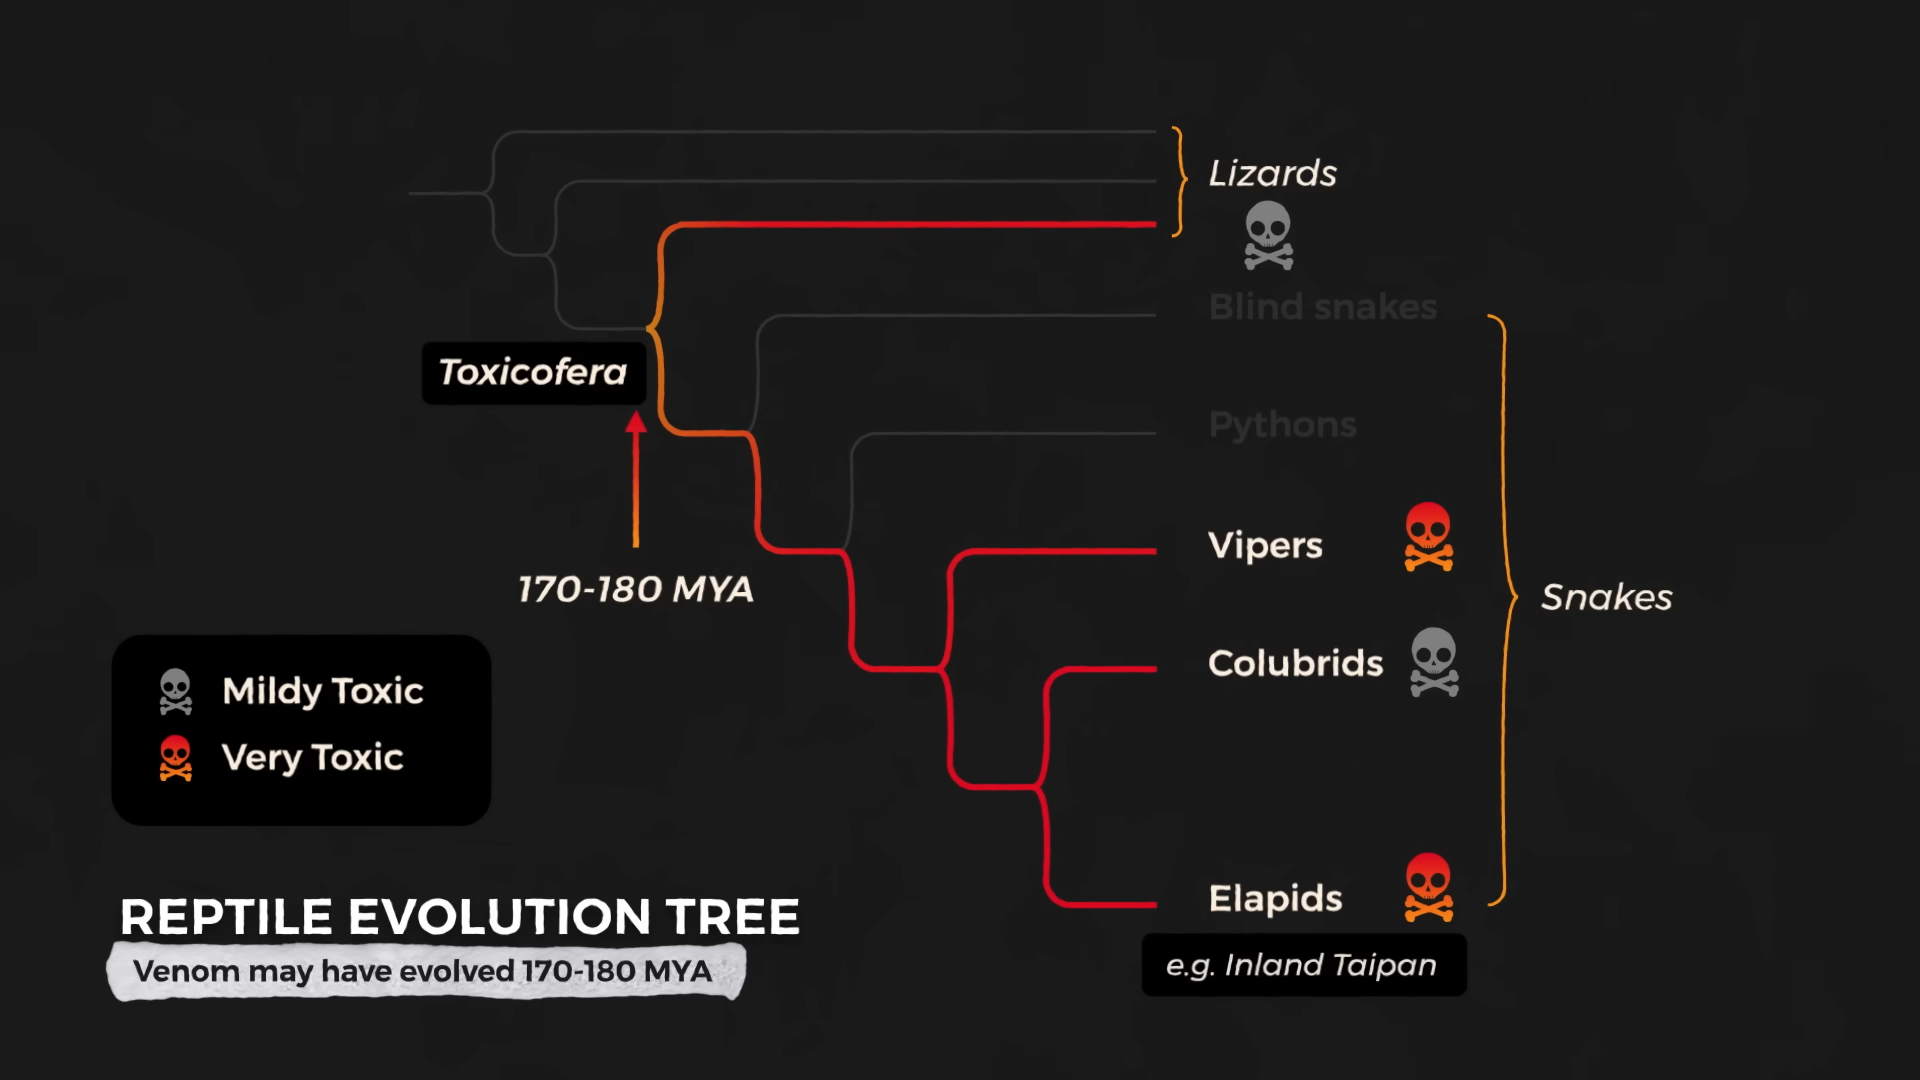 Lizards
Blind snakes
Toxicofera
Pythons
Vipers
170-180 MYA
Snakes
Colubrids
Mildy Toxic
Very Toxic
Elapids
REPTILE EVOLUTION TREE
Venom may have evolved 170-180 MYA
e.g. Inland Taipan